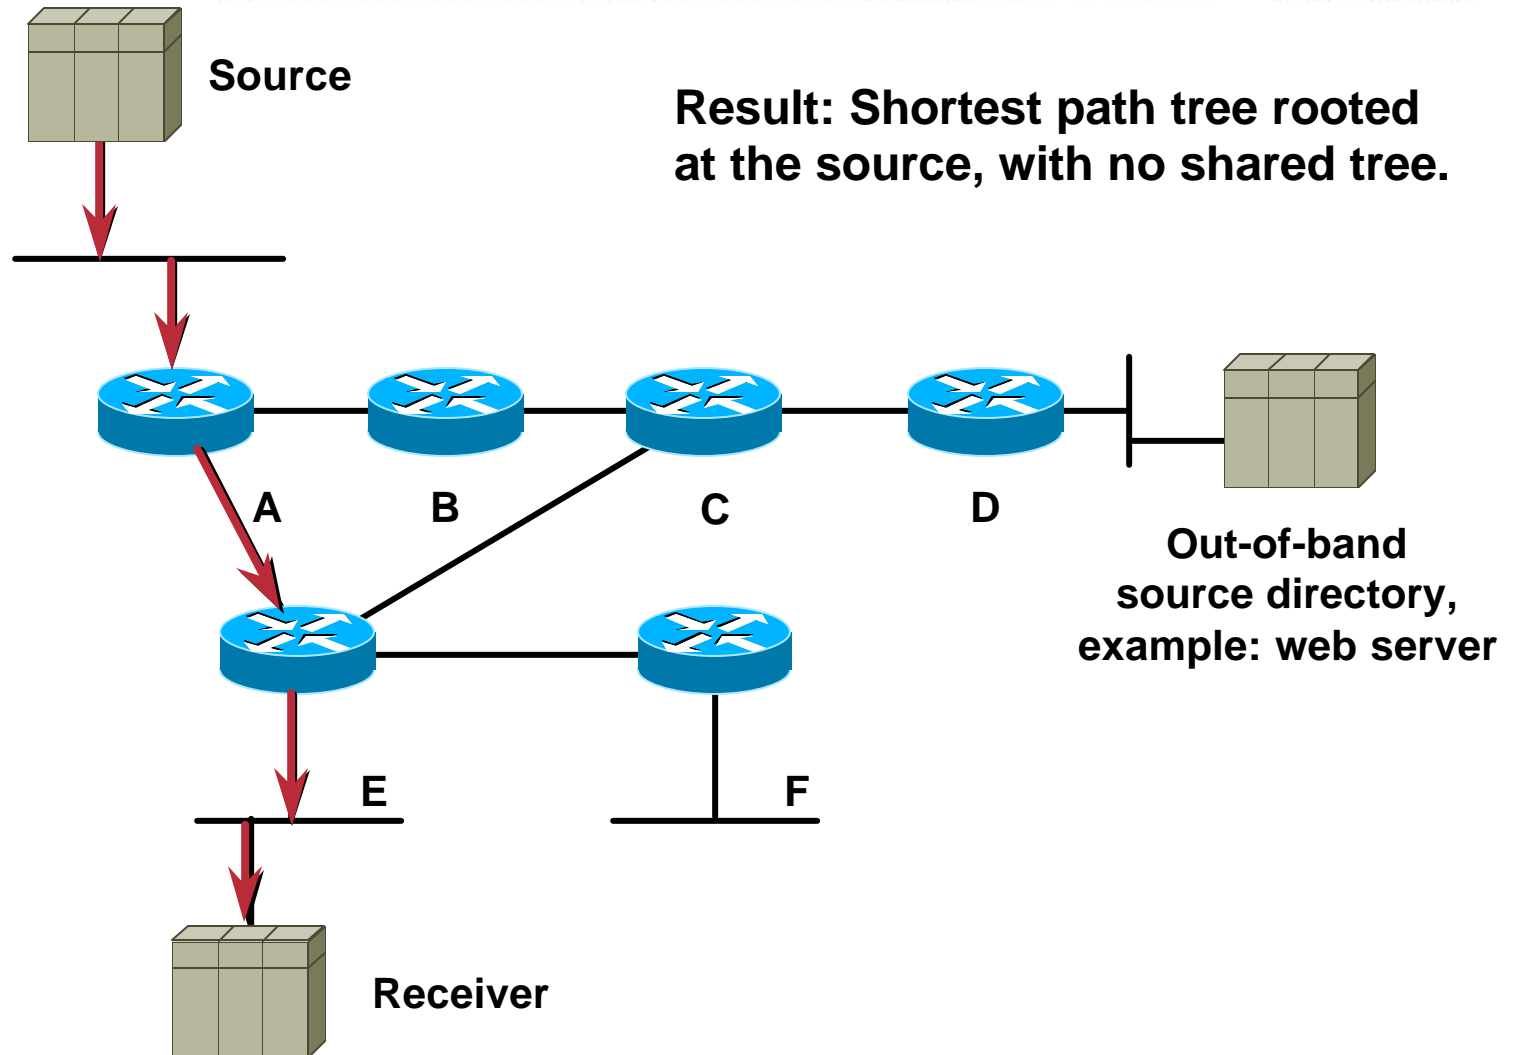 Source
Result: Shortest path tree rooted
at the source, with no shared tree.
A
B
C
D
Out-of-band
source directory,
example: web server
E
F
Receiver